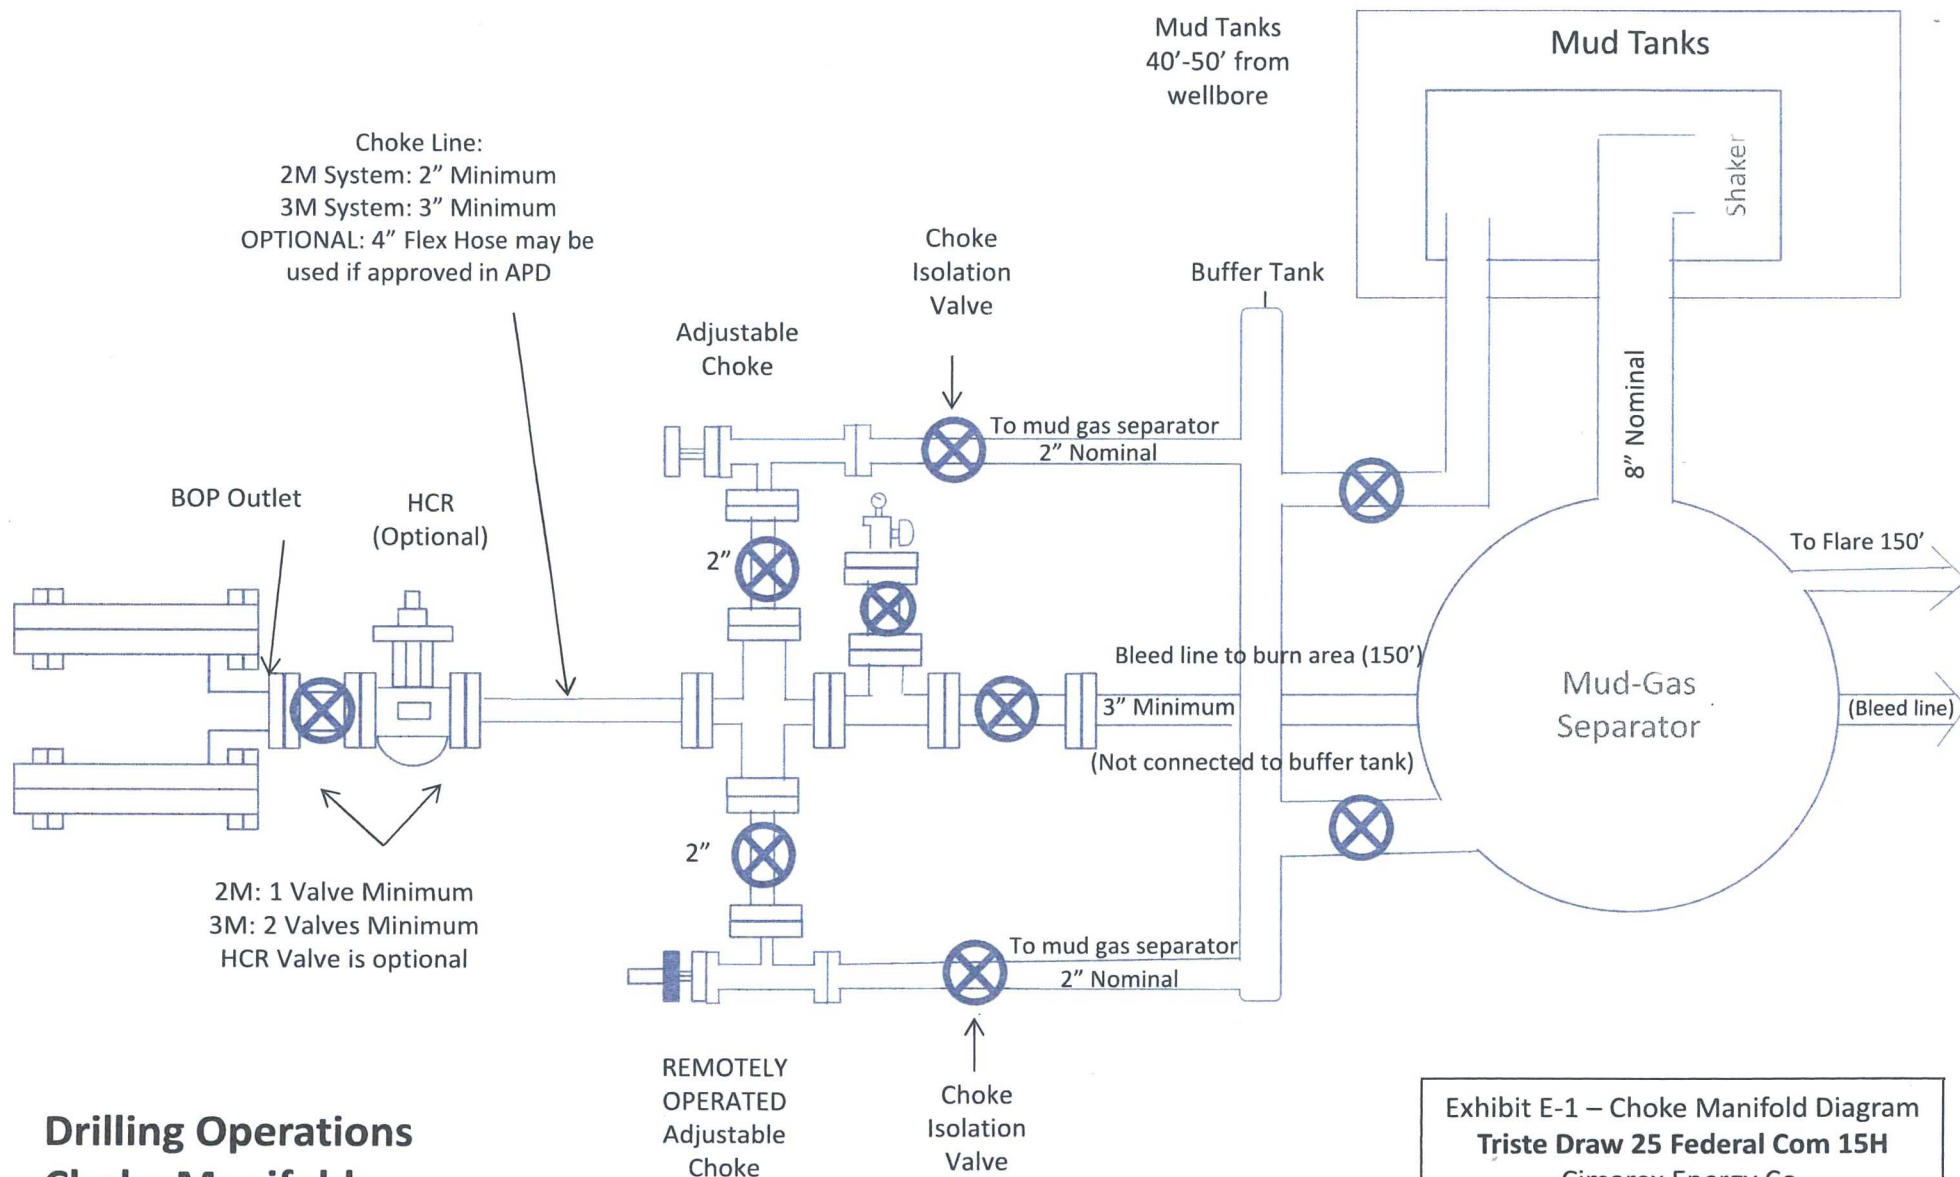 Mud Tanks
40’-50’ from
wellbore
Mud Tanks
Shaker
Choke Line:
2M System: 2” Minimum
3M System: 3” Minimum
OPTIONAL: 4” Flex Hose may be
used if approved in APD
Choke
Isolation
Valve
Buffer Tank
Adjustable
Choke
To mud gas separator
2” Nominal
8” Nominal
BOP Outlet
HCR
(Optional)
2”
To Flare 150’
Bleed line to burn area (150’)
3” Minimum
(Not connected to buffer tank)
Mud-Gas
Separator
(Bleed line)
2”
2M: 1 Valve Minimum
3M: 2 Valves Minimum
HCR Valve is optional
To mud gas separator
2” Nominal
REMOTELY
OPERATED
Adjustable
Choke
Choke
Isolation
Valve
Drilling Operations
Choke Manifold
Exhibit E-1 – Choke Manifold Diagram
Triste Draw 25 Federal Com 15H
Cimarex Energy Co.